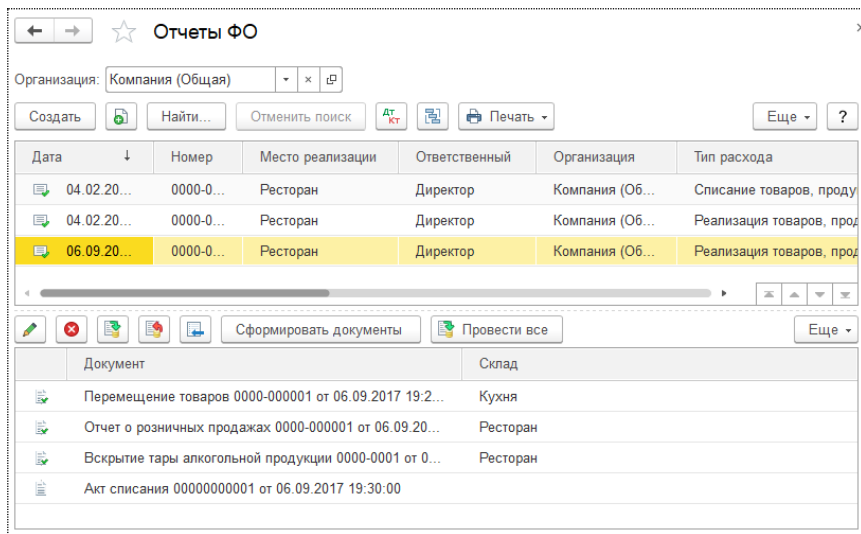 Отчеты ФО
Организация: Компания (Общая)
Создать Найти... Отменить поиск Дт Кт Печать Еще ?
Дата ↓ Номер Место реализации Ответственный Организация Тип расхода
04.02.20... 0000-0... Ресторан Директор Компания (Об... Списание товаров, проду
04.02.20... 0000-0... Ресторан Директор Компания (Об... Реализация товаров, прод
06.09.20... 0000-0... Ресторан Директор Компания (Об... Реализация товаров, прод
Сформировать документы Провести все Еще
Документ Склад
Перемещение товаров 0000-000001 от 06.09.2017 19:2... Кухня
Отчет о розничных продажах 0000-000001 от 06.09.20... Ресторан
Вскрытие тары алкогольной продукции 0000-0001 от 0... Ресторан
Акт списания 00000000001 от 06.09.2017 19:30:00